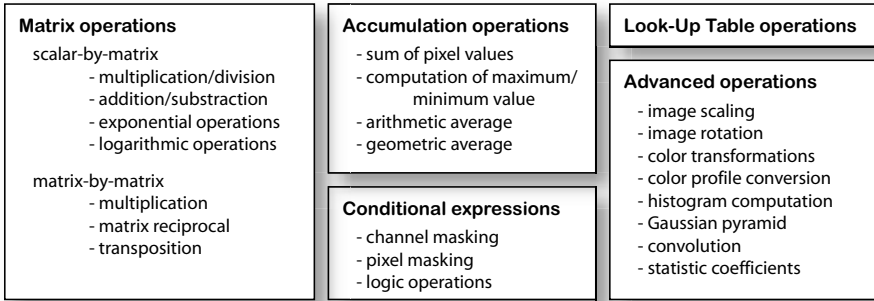 Matrix operations
scalar-by-matrix
- multiplication/division
- addition/substraction
- exponential operations
- logarithmic operations
matrix-by-matrix
- multiplication
- matrix reciprocal
- transposition
Accumulation operations
- sum of pixel values
- computation of maximum/
minimum value
- arithmetic average
- geometric average
Conditional expressions
- channel masking
- pixel masking
- logic operations
Look-Up Table operations
Advanced operations
- image scaling
- image rotation
- color transformations
- color profile conversion
- histogram computation
- Gaussian pyramid
- convolution
- statistic coefficients